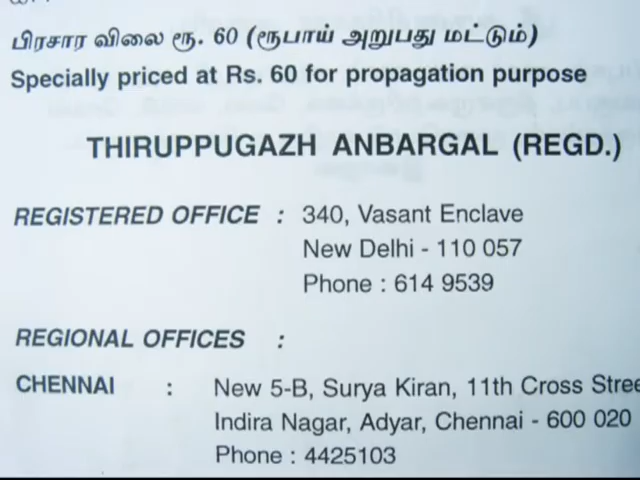 பிரசார விலை ரூ. 60 (ரூபாய் அறுபது மட்டும்)
Specially priced at Rs. 60 for propagation purpose
THIRUPPUGAZH ANBARGAL (REGD.)
REGISTERED OFFICE : 340, Vasant Enclave
New Delhi - 110 057
Phone : 614 9539
REGIONAL OFFICES :
CHENNAI : New 5-B, Surya Kiran, 11th Cross Stree
Indira Nagar, Adyar, Chennai - 600 020
Phone : 4425103